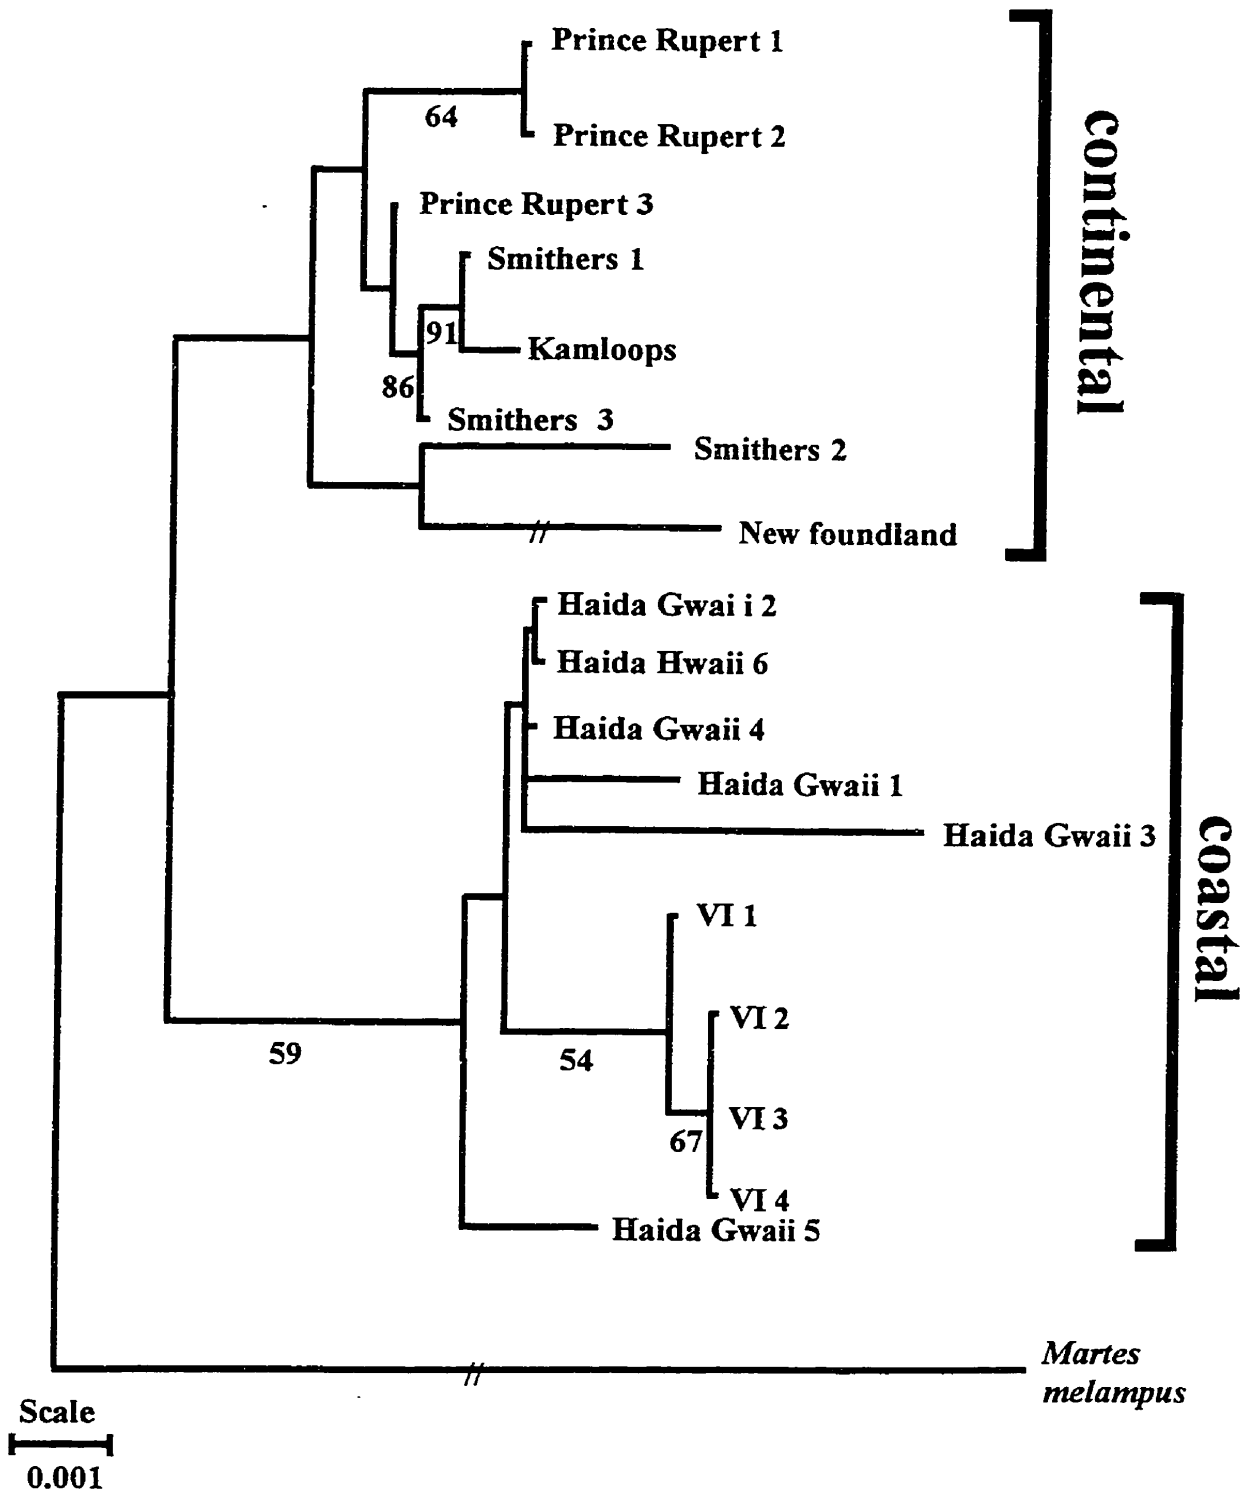 Prince Rupert 1
64
Prince Rupert 2
continental
Prince Rupert 3
Smithers 1
91
Kamloops
86
Smithers 3
Smithers 2
//
New foundland
Haida Gwai i 2
Haida Hwaii 6
Haida Gwaii 4
Haida Gwaii 1
Haida Gwaii 3
coastal
VI 1
VI 2
59
54
VI 3
67
VI 4
Haida Gwaii 5
//
Martes
melampus
Scale
0.001